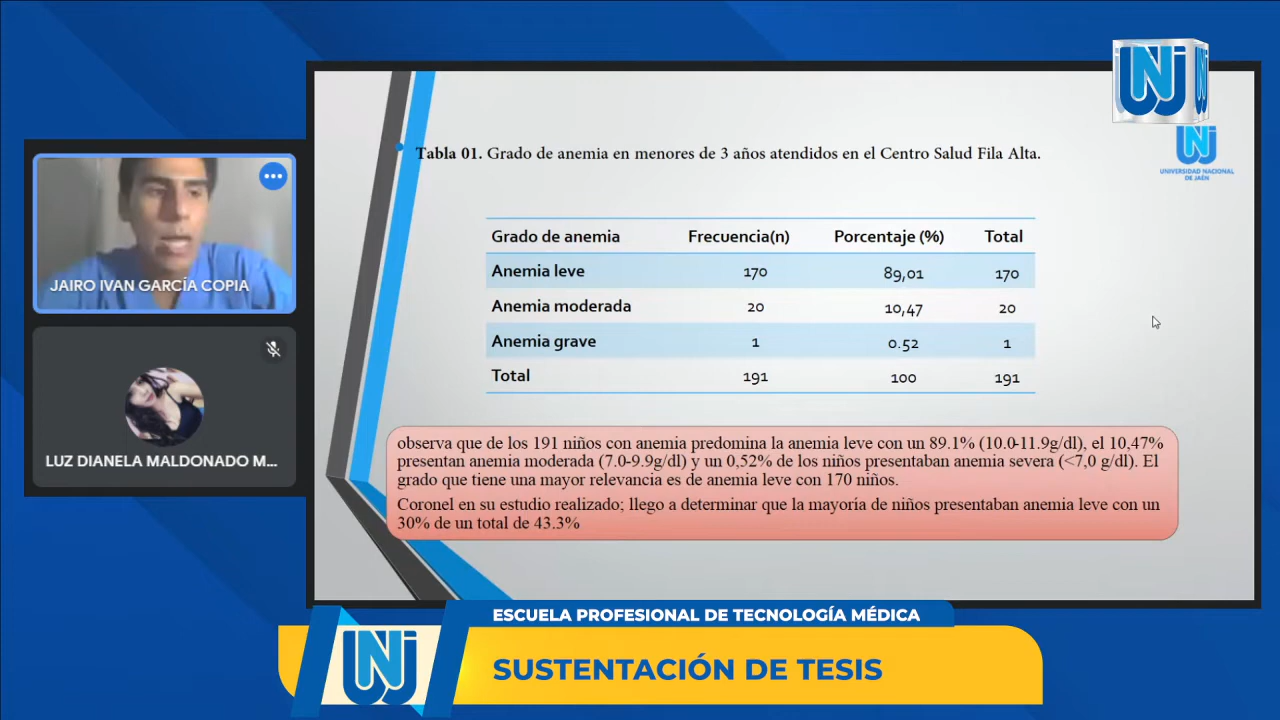 UNJ
UNJ
UNIVERSIDAD NACIONAL
DE JAÉN
Tabla 01. Grado de anemia en menores de 3 años atendidos en el Centro Salud Fila Alta.
Grado de anemia Frecuencia(n) Porcentaje (%) Total
Anemia leve 170 89,01 170
Anemia moderada 20 10,47 20
Anemia grave 1 0.52 1
Total 191 100 191
observa que de los 191 niños con anemia predomina la anemia leve con un 89.1% (10.0-11.9g/dl), el 10,47%
presentan anemia moderada (7.0-9.9g/dl) y un 0,52% de los niños presentaban anemia severa (<7,0 g/dl). El
grado que tiene una mayor relevancia es de anemia leve con 170 niños.
Coronel en su estudio realizado; llego a determinar que la mayoría de niños presentaban anemia leve con un
30% de un total de 43.3%
JAIRO IVAN GARCÍA COPIA
LUZ DIANELA MALDONADO M...
ESCUELA PROFESIONAL DE TECNOLOGÍA MÉDICA
UNJ
SUSTENTACIÓN DE TESIS